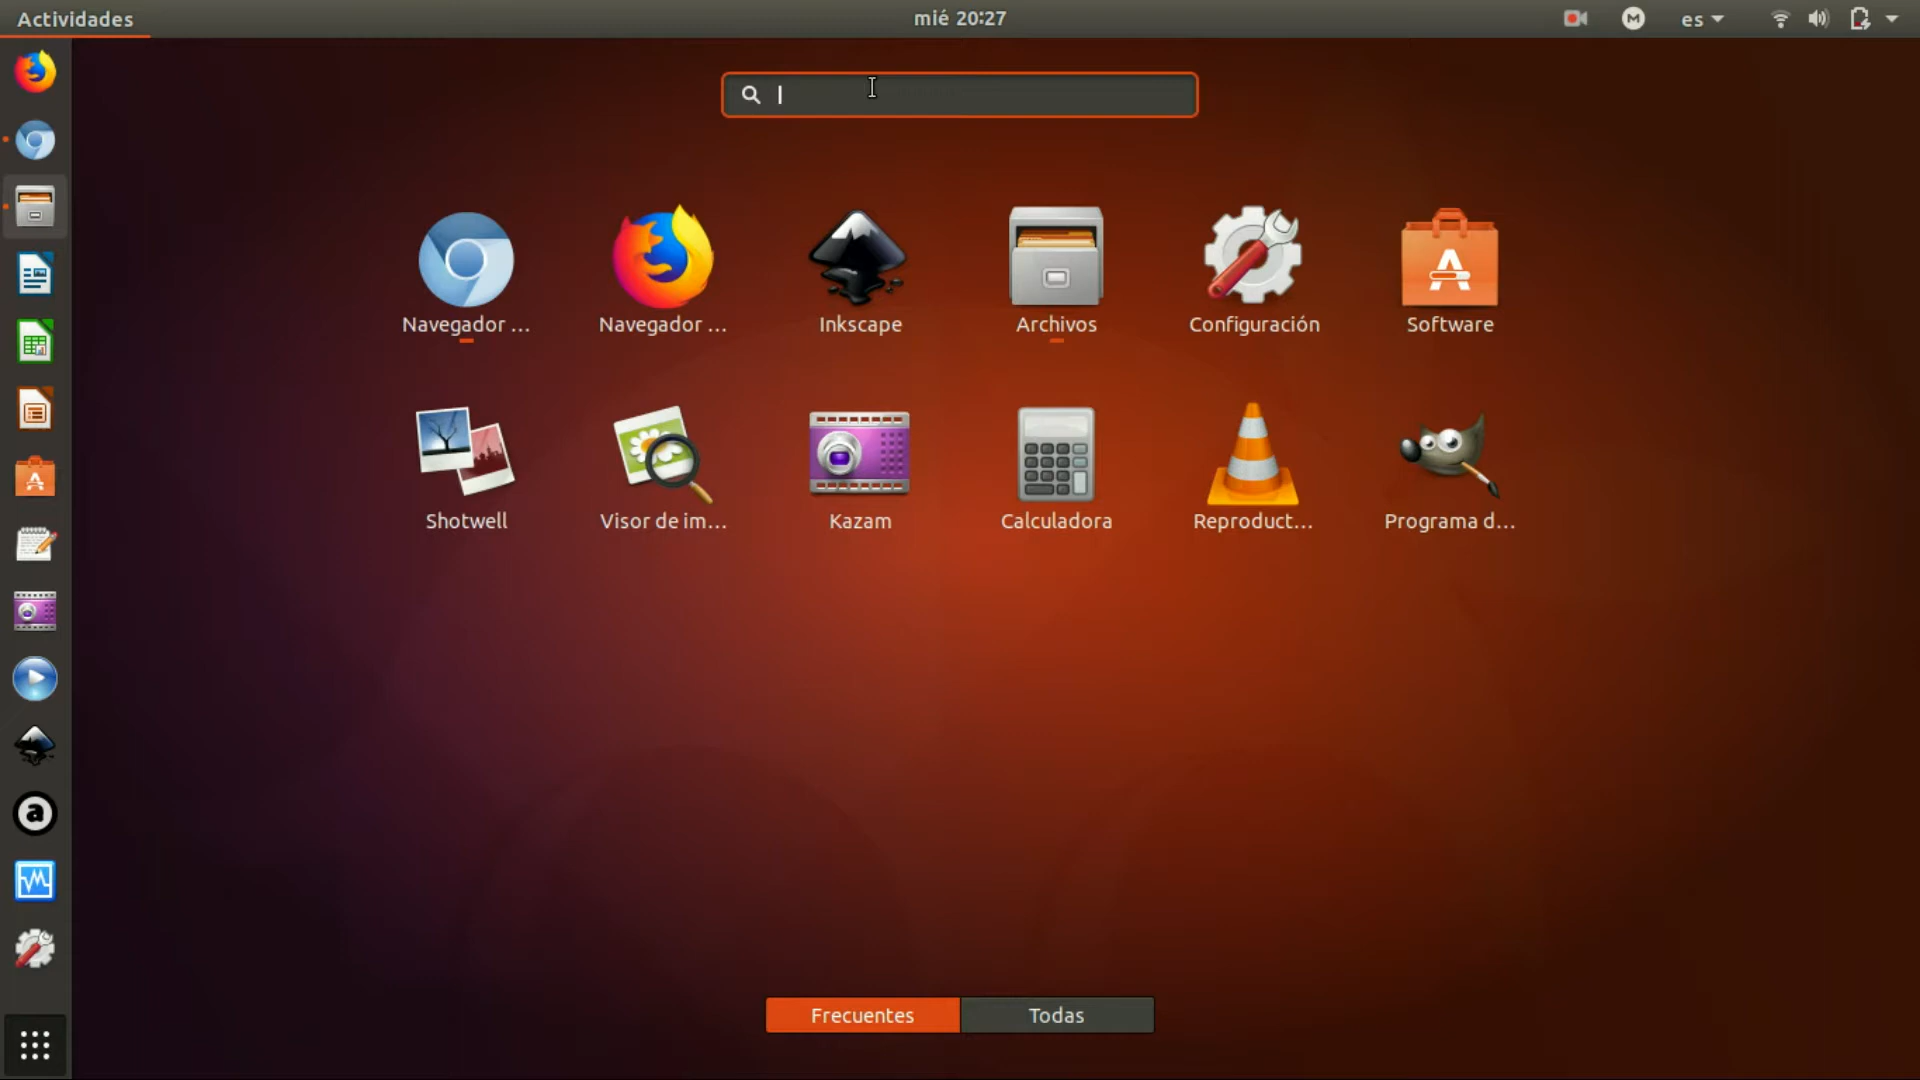 Actividades
mié 20:27
es
Navegador ...
Navegador ...
Inkscape
Archivos
Configuración
Software
Shotwell
Visor de im...
Kazam
Calculadora
Reproduct...
Programa d...
Frecuentes
Todas